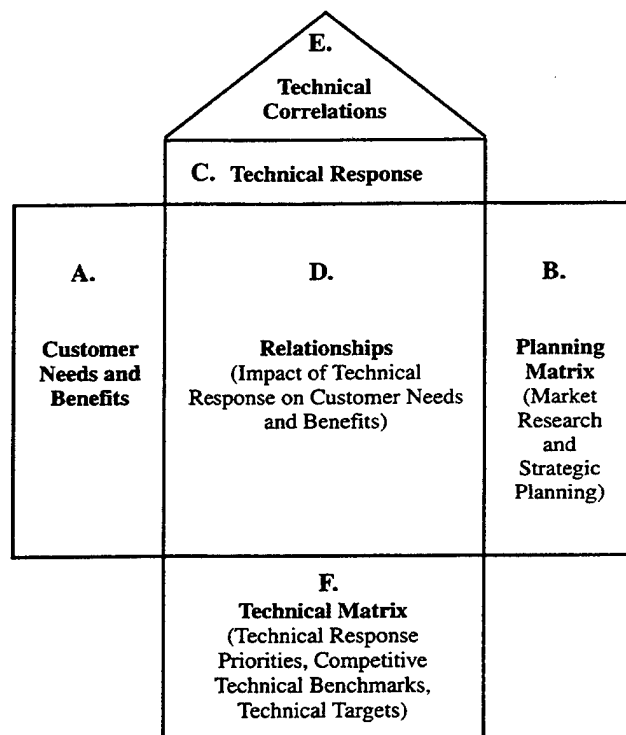 E.
Technical
Correlations
C. Technical Response
A.
Customer
Needs and
Benefits
D.
Relationships
(Impact of Technical
Response on Customer Needs
and Benefits)
B.
Planning
Matrix
(Market
Research
and
Strategic
Planning)
F.
Technical Matrix
(Technical Response
Priorities, Competitive
Technical Benchmarks,
Technical Targets)